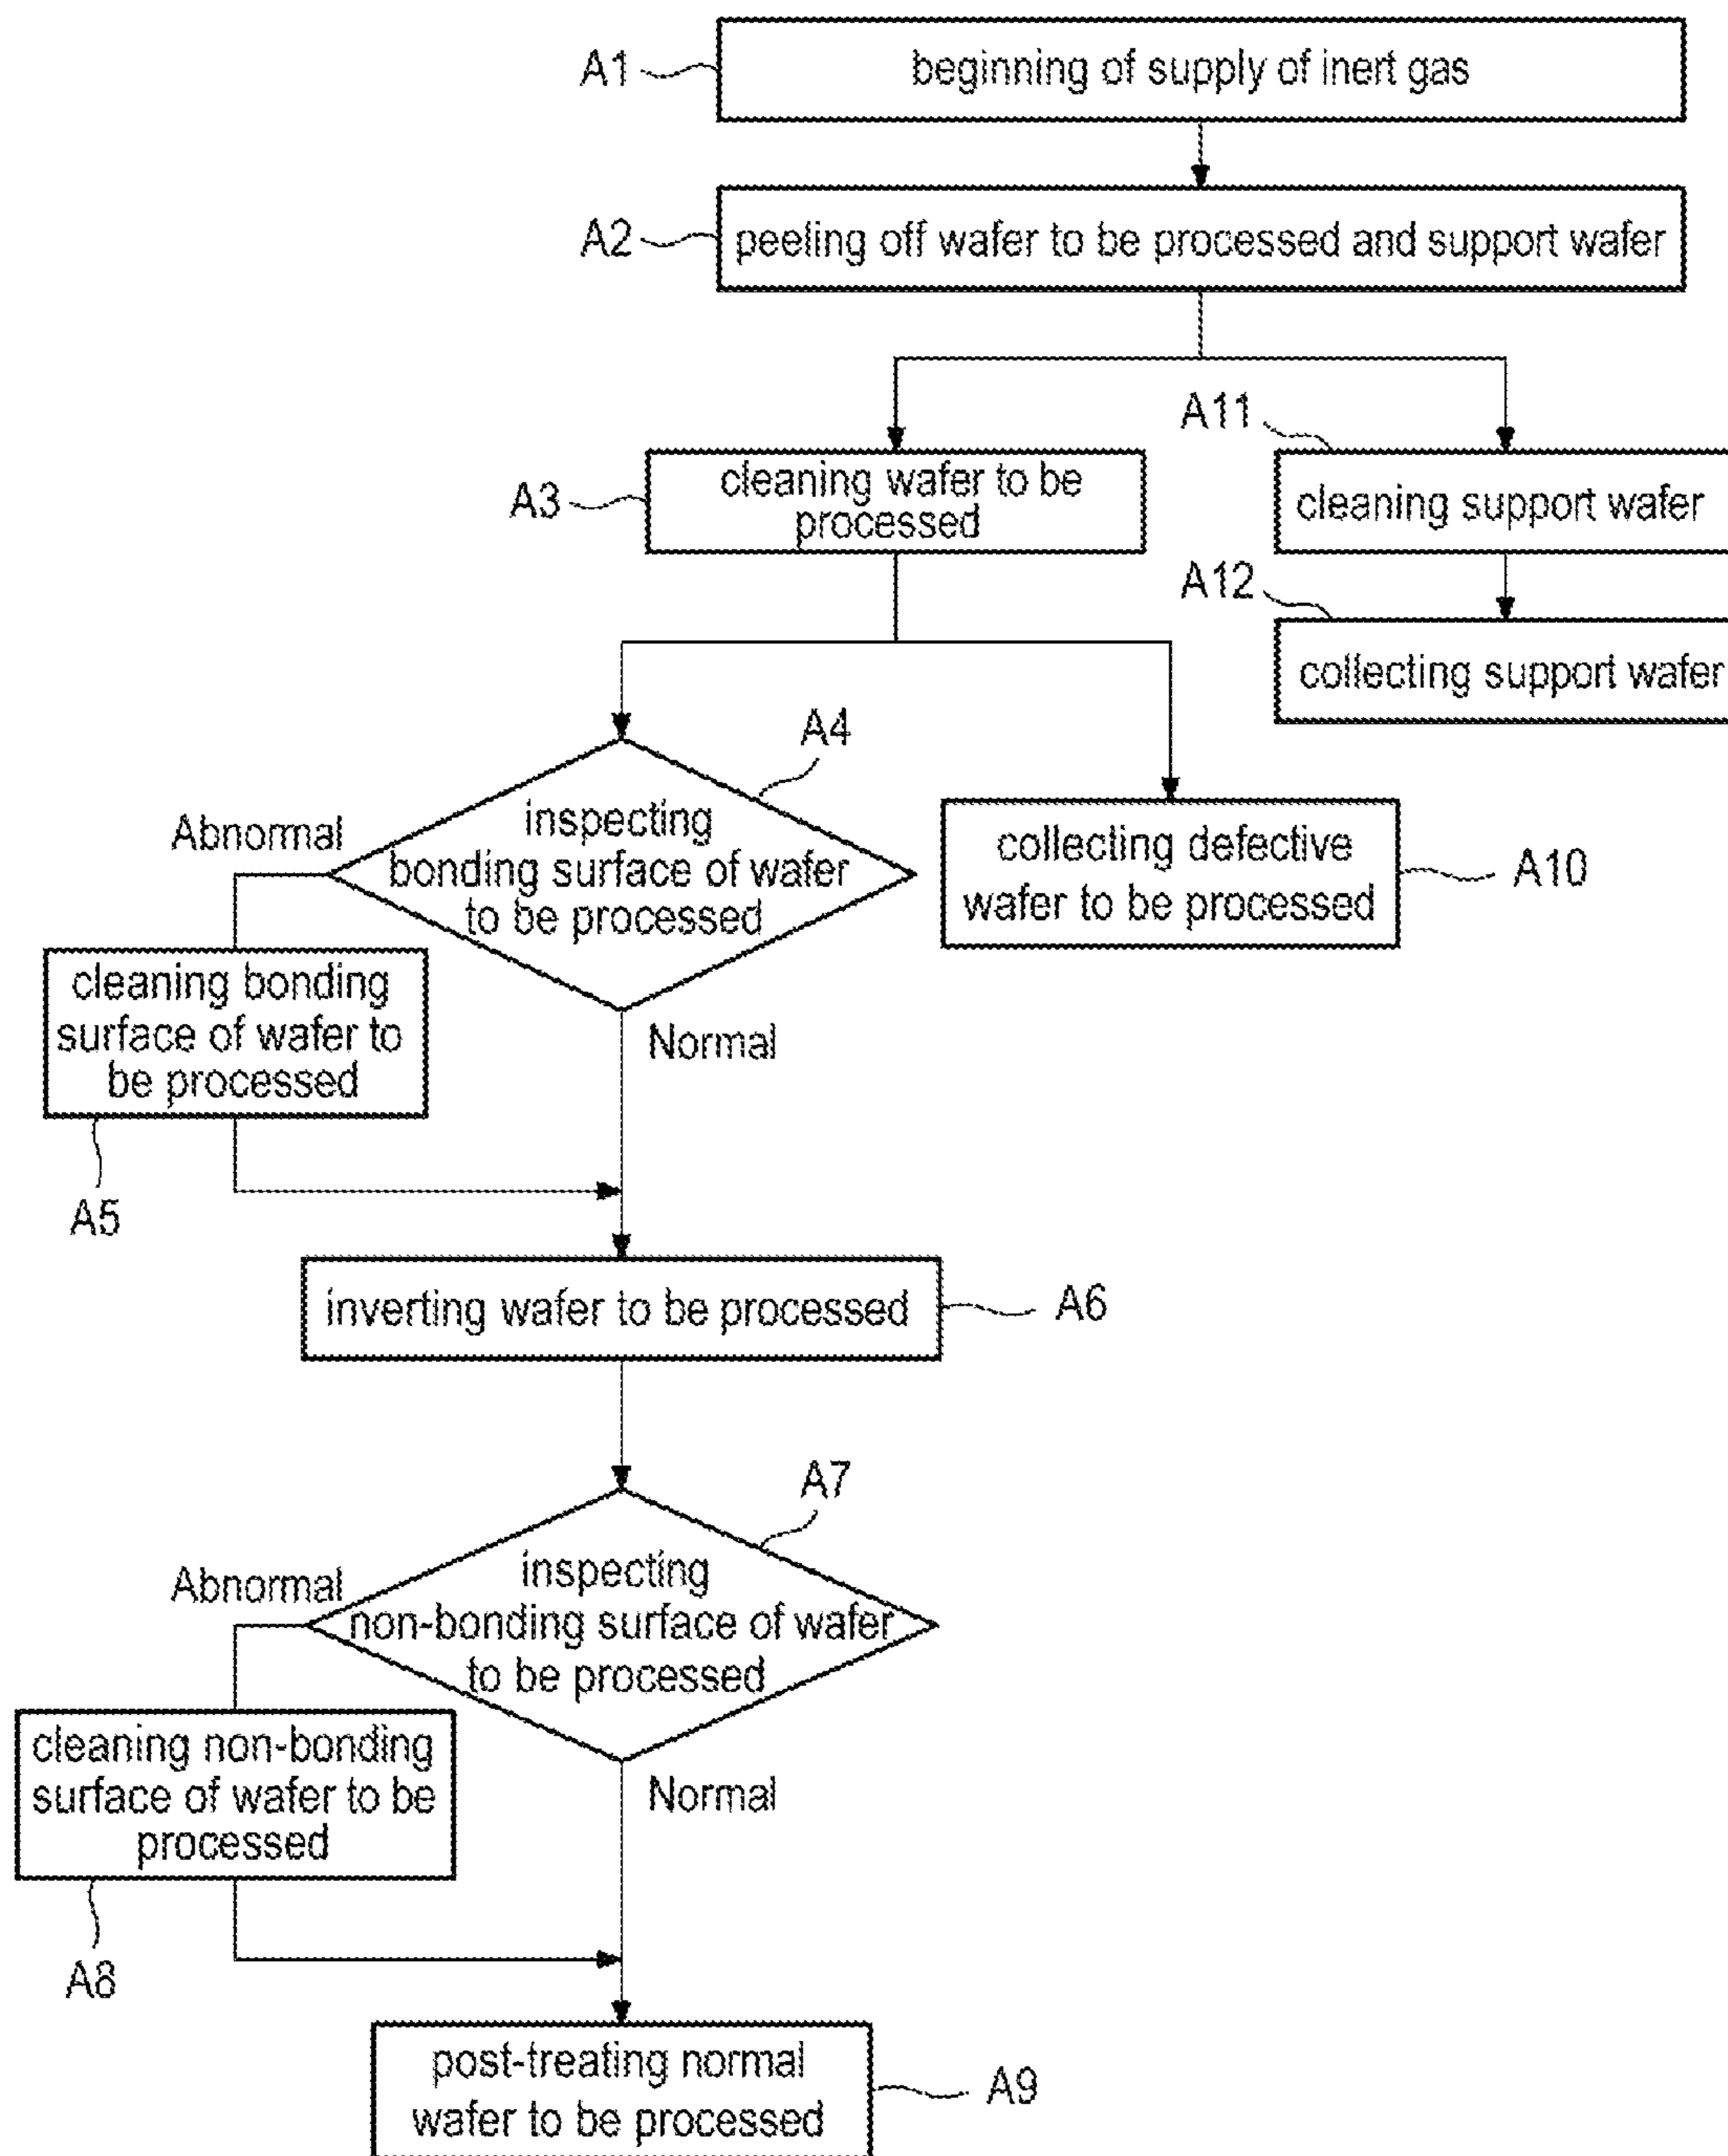 A1
beginning of supply of inert gas
A2
peeling off wafer to be processed and support wafer
A3
cleaning wafer to be
processed
A11
cleaning support wafer
A12
collecting support wafer
A4
inspecting
bonding surface of wafer
to be processed
Abnormal
Normal
collecting defective
wafer to be processed
A10
cleaning bonding
surface of wafer to
be processed
A5
inverting wafer to be processed
A6
A7
inspecting
non-bonding surface of wafer
to be processed
Abnormal
Normal
cleaning non-bonding
surface of wafer to be
processed
A8
post-treating normal
wafer to be processed
A9